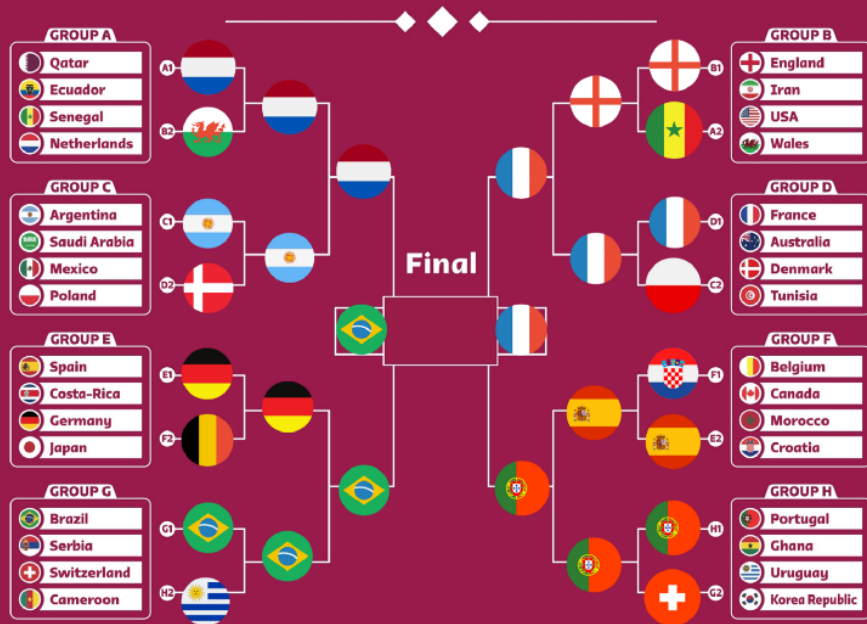 GROUP A
Qatar
Ecuador
Senegal
Netherlands
A1
B2
GROUP C
Argentina
Saudi Arabia
Mexico
Poland
C1
D2
GROUP E
Spain
Costa-Rica
Germany
Japan
E1
F2
GROUP G
Brazil
Serbia
Switzerland
Cameroon
G1
H2
Final
GROUP B
England
Iran
USA
Wales
B1
A2
GROUP D
France
Australia
Denmark
Tunisia
D1
C2
GROUP F
Belgium
Canada
Morocco
Croatia
F1
E2
GROUP H
Portugal
Ghana
Uruguay
Korea Republic
H1
G2